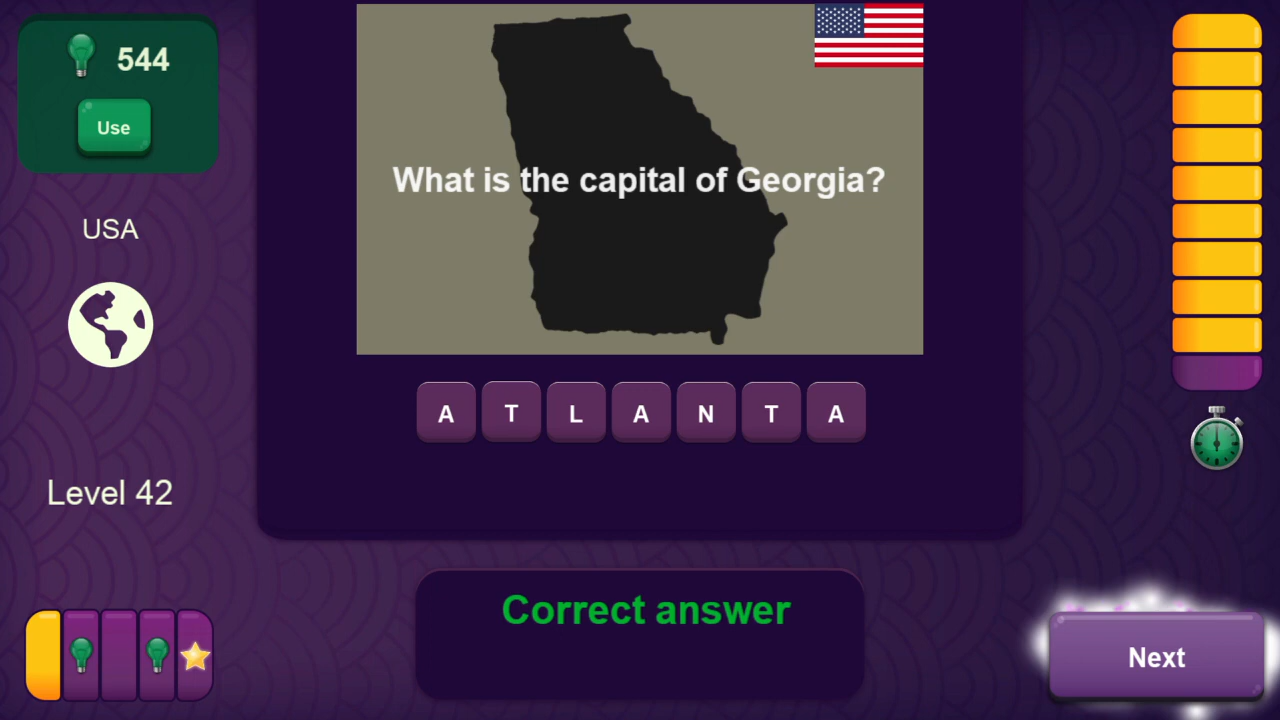 544
Use
USA
Level 42
What is the capital of Georgia?
A T L A N T A
Correct answer
Next